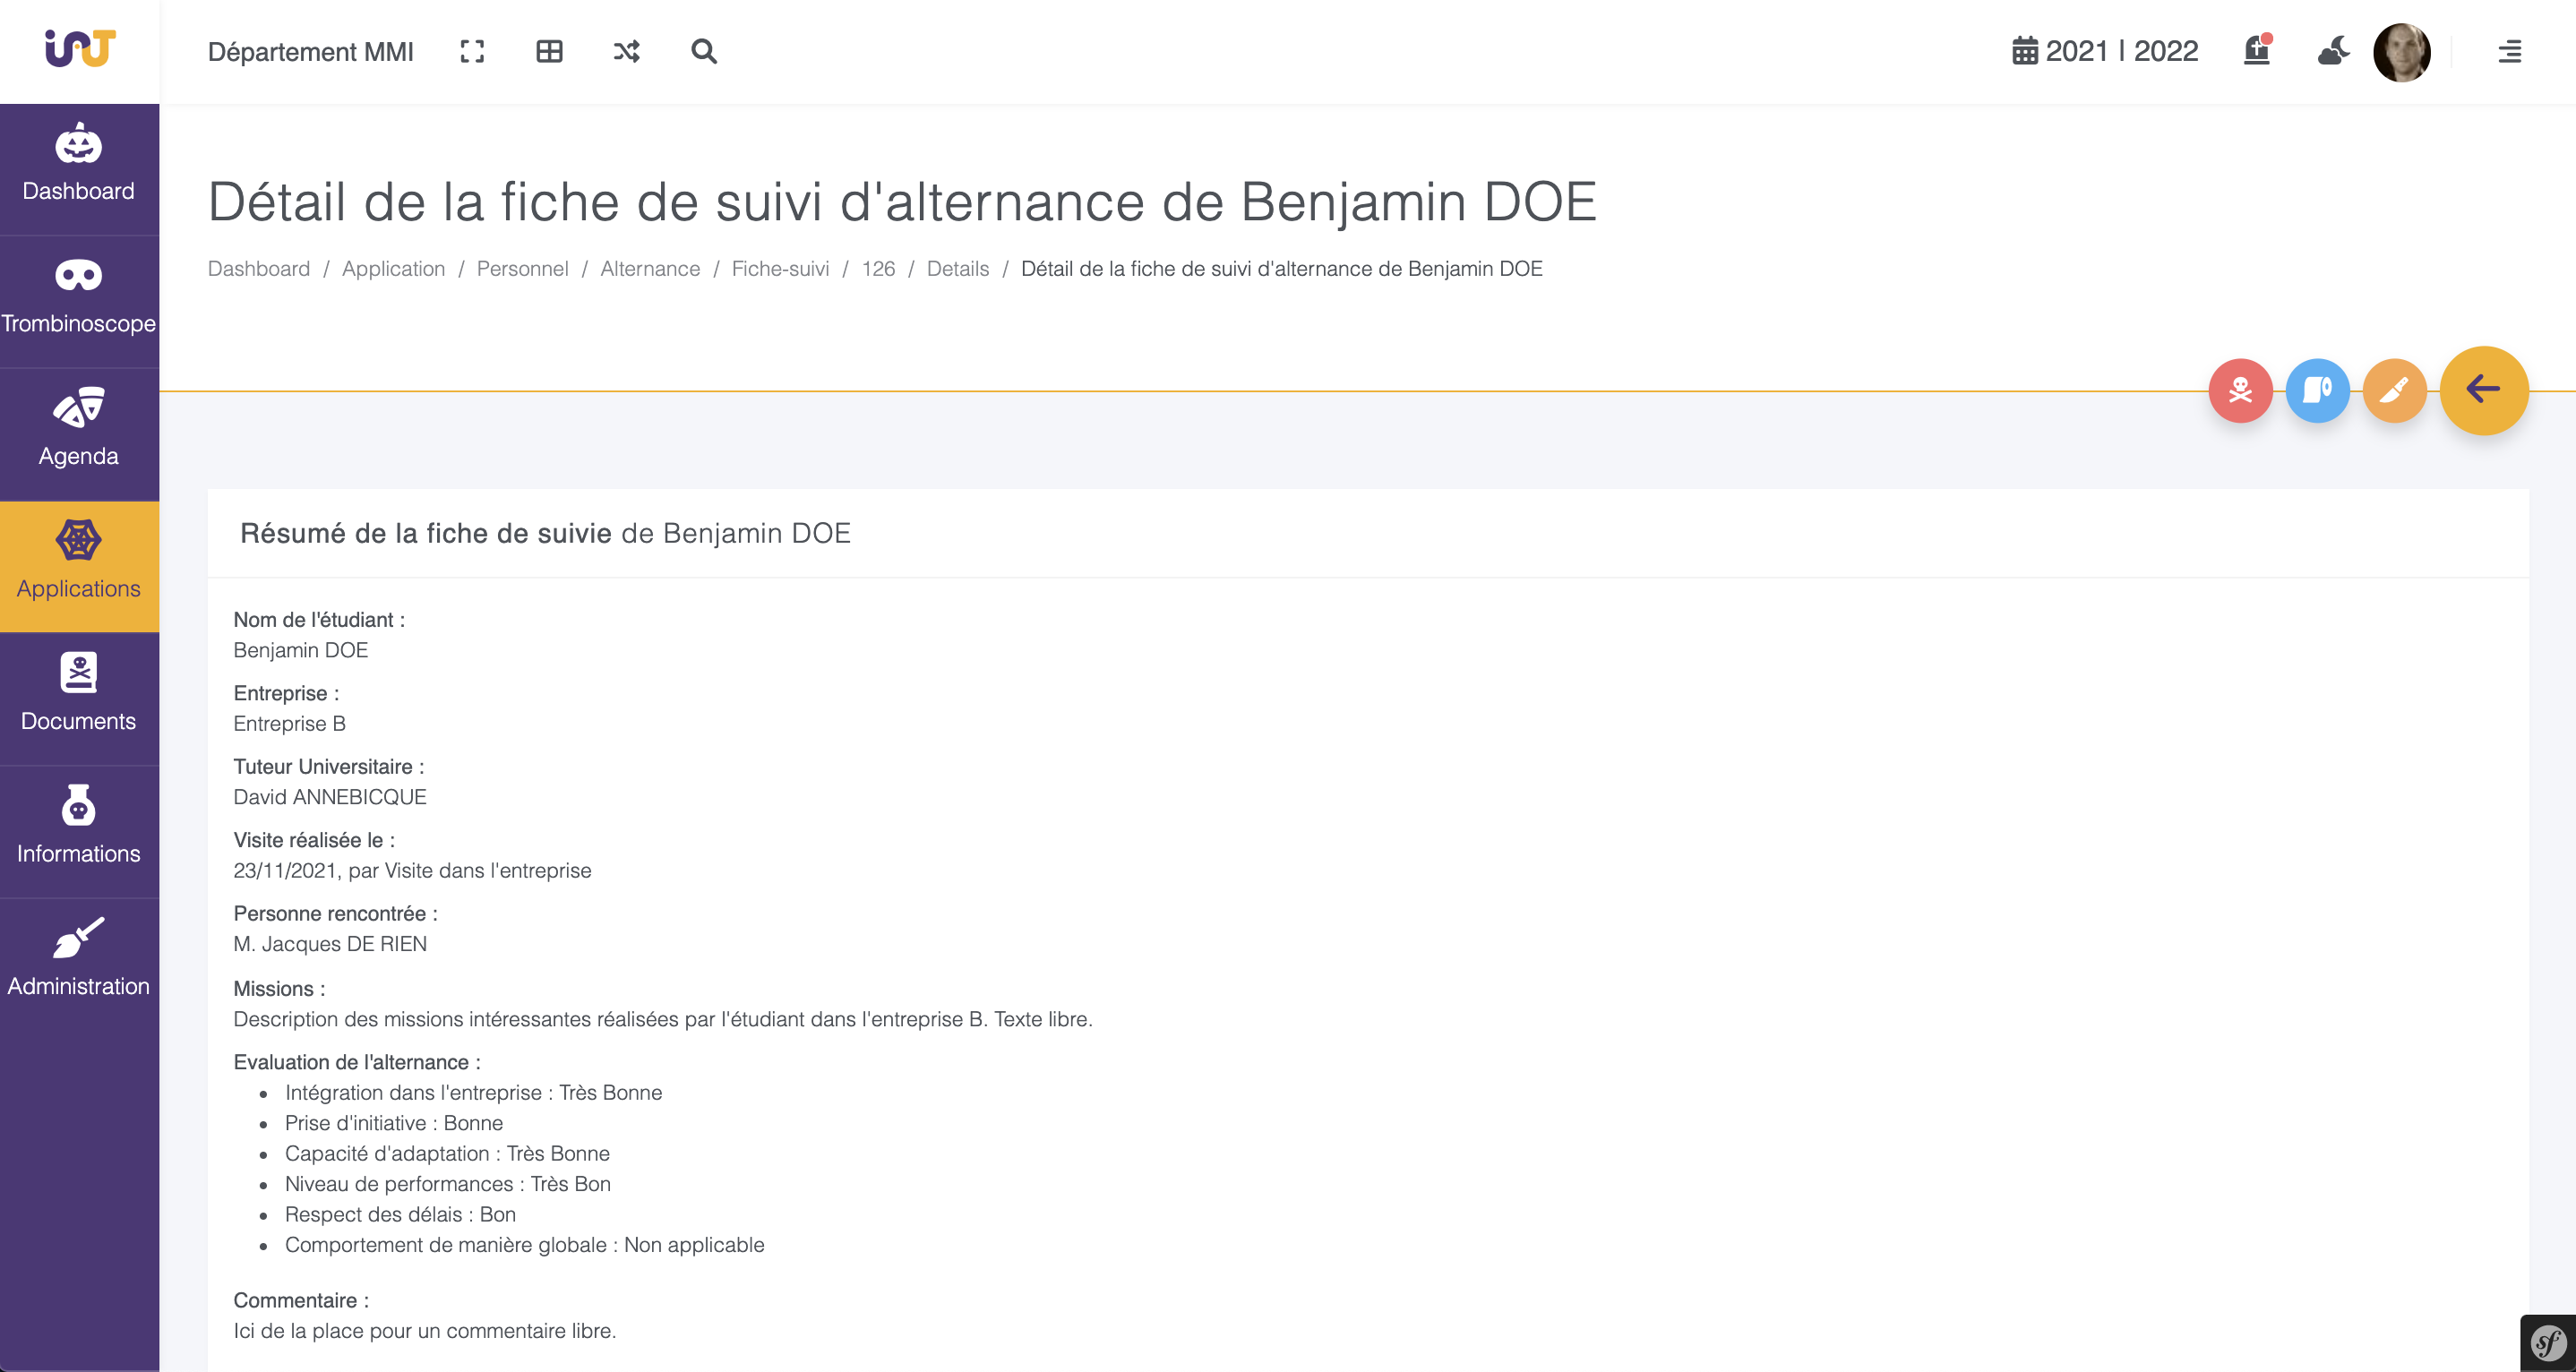 iUT
Département MMI
2021 | 2022
Dashboard
Trombinoscope
Agenda
Applications
Documents
Informations
Administration
Détail de la fiche de suivi d'alternance de Benjamin DOE
Dashboard / Application / Personnel / Alternance / Fiche-suivi / 126 / Details / Détail de la fiche de suivi d'alternance de Benjamin DOE
Résumé de la fiche de suivie de Benjamin DOE
Nom de l'étudiant :
Benjamin DOE
Entreprise :
Entreprise B
Tuteur Universitaire :
David ANNEBICQUE
Visite réalisée le :
23/11/2021, par Visite dans l'entreprise
Personne rencontrée :
M. Jacques DE RIEN
Missions :
Description des missions intéressantes réalisées par l'étudiant dans l'entreprise B. Texte libre.
Evaluation de l'alternance :
• Intégration dans l'entreprise : Très Bonne
• Prise d'initiative : Bonne
• Capacité d'adaptation : Très Bonne
• Niveau de performances : Très Bon
• Respect des délais : Bon
• Comportement de manière globale : Non applicable
Commentaire :
Ici de la place pour un commentaire libre.
sf